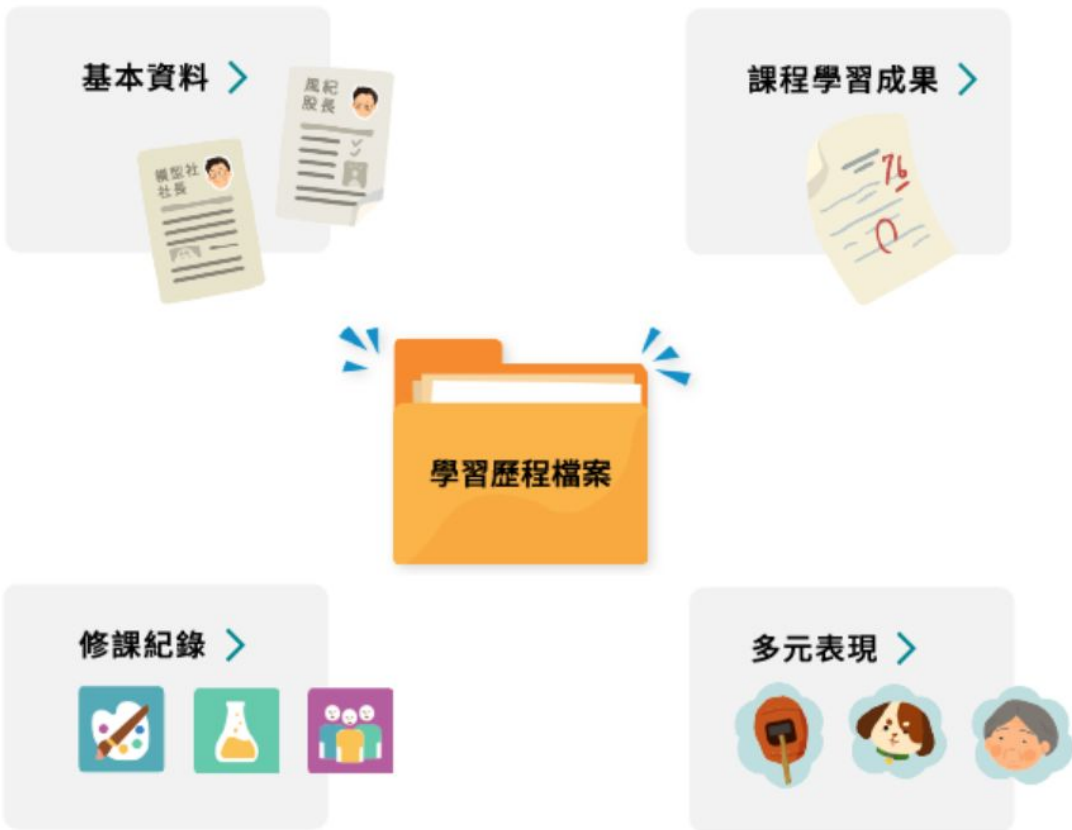 基本資料
風紀
股長
模型社
社長
課程學習成果
76
學習歷程檔案
修課紀錄
多元表現